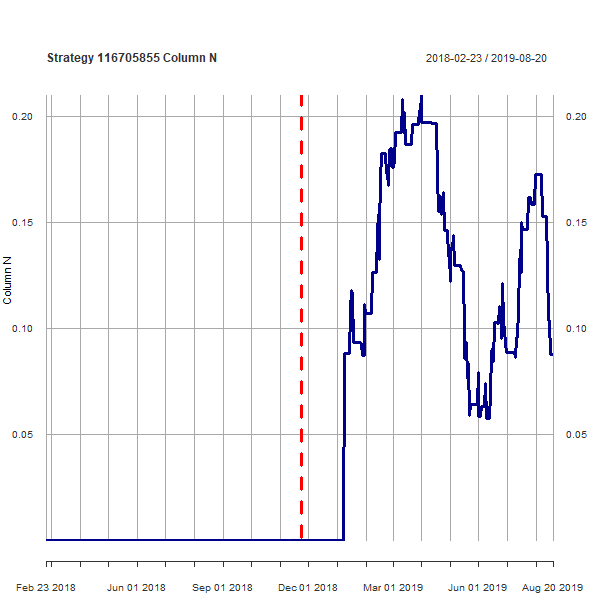 Strategy 116705855 Column N
2018-02-23 / 2019-08-20
0.20
0.20
0.15
0.15
Column N
0.10
0.10
0.05
0.05
Feb 23 2018
Jun 01 2018
Sep 01 2018
Dec 01 2018
Mar 01 2019
Jun 01 2019
Aug 20 2019